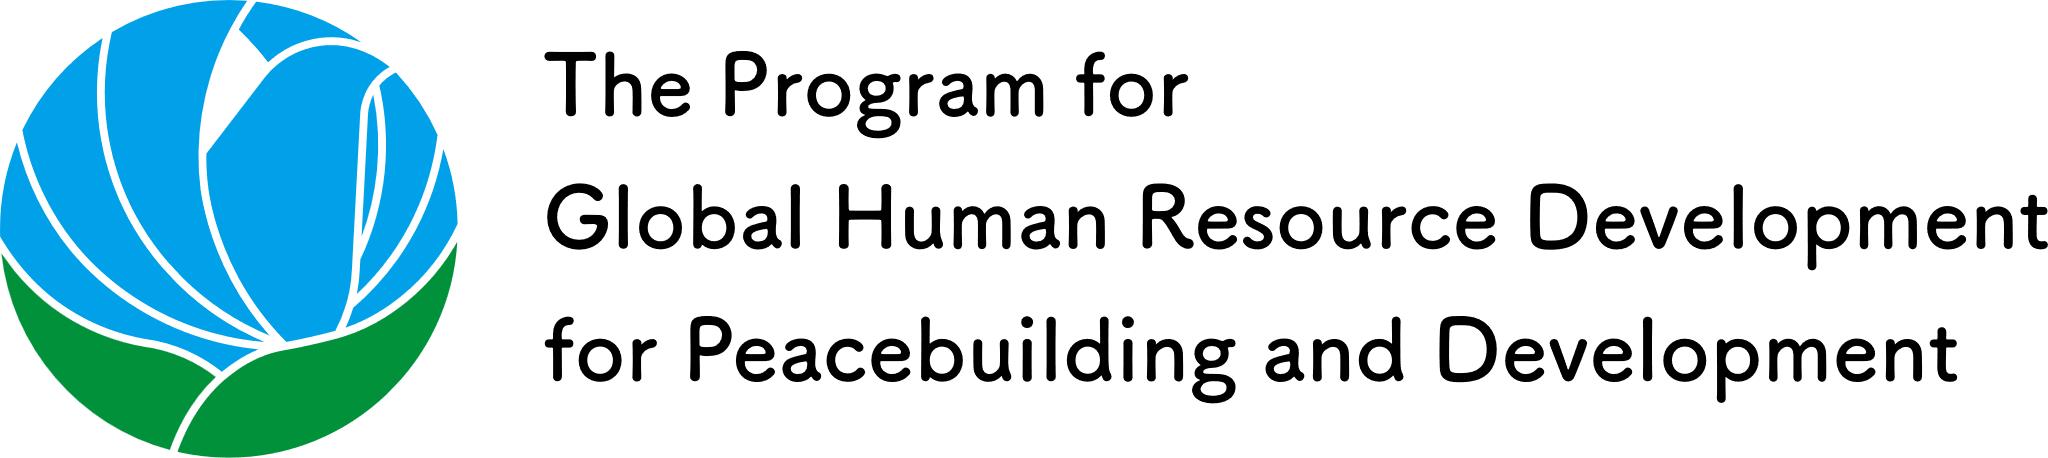 The Program for
Global Human Resource Development
for Peacebuilding and Development